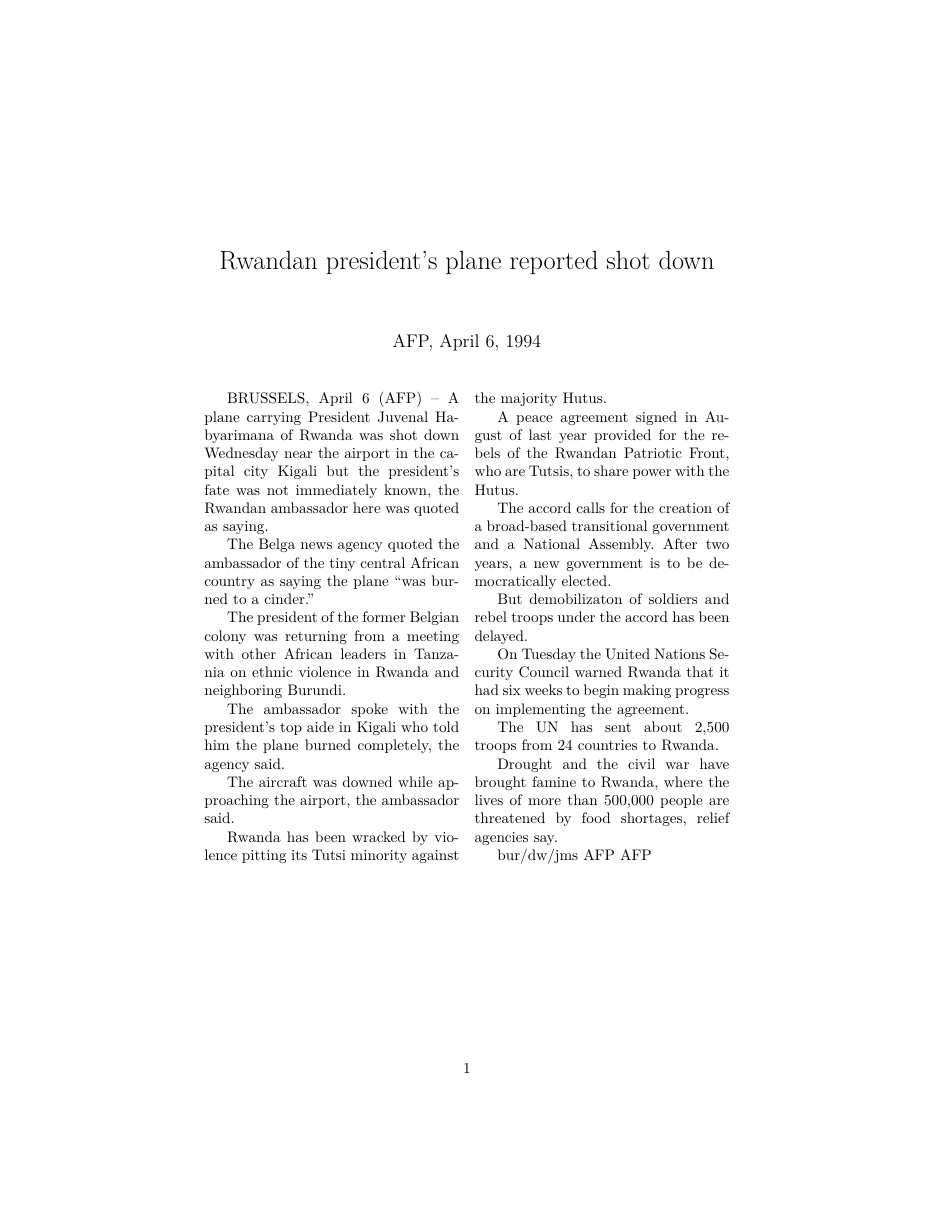 Rwandan president's plane reported shot down
AFP, April 6, 1994
BRUSSELS, April 6 (AFP) – A
plane carrying President Juvenal Ha-
byarimana of Rwanda was shot down
Wednesday near the airport in the ca-
pital city Kigali but the president's
fate was not immediately known, the
Rwandan ambassador here was quoted
as saying.
The Belga news agency quoted the
ambassador of the tiny central African
country as saying the plane “was bur-
ned to a cinder.”
The president of the former Belgian
colony was returning from a meeting
with other African leaders in Tanza-
nia on ethnic violence in Rwanda and
neighboring Burundi.
The ambassador spoke with the
president's top aide in Kigali who told
him the plane burned completely, the
agency said.
The aircraft was downed while ap-
proaching the airport, the ambassador
said.
Rwanda has been wracked by vio-
lence pitting its Tutsi minority against
the majority Hutus.
A peace agreement signed in Au-
gust of last year provided for the re-
bels of the Rwandan Patriotic Front,
who are Tutsis, to share power with the
Hutus.
The accord calls for the creation of
a broad-based transitional government
and a National Assembly. After two
years, a new government is to be de-
mocratically elected.
But demobilizaton of soldiers and
rebel troops under the accord has been
delayed.
On Tuesday the United Nations Se-
curity Council warned Rwanda that it
had six weeks to begin making progress
on implementing the agreement.
The UN has sent about 2,500
troops from 24 countries to Rwanda.
Drought and the civil war have
brought famine to Rwanda, where the
lives of more than 500,000 people are
threatened by food shortages, relief
agencies say.
bur/dw/jms AFP AFP
1